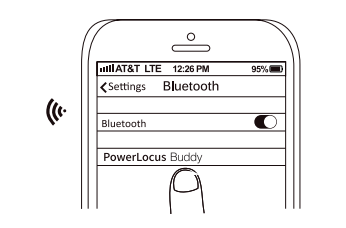 AT&T LTE 12:26 PM 95%
Settings Bluetooth
Bluetooth
PowerLocus Buddy